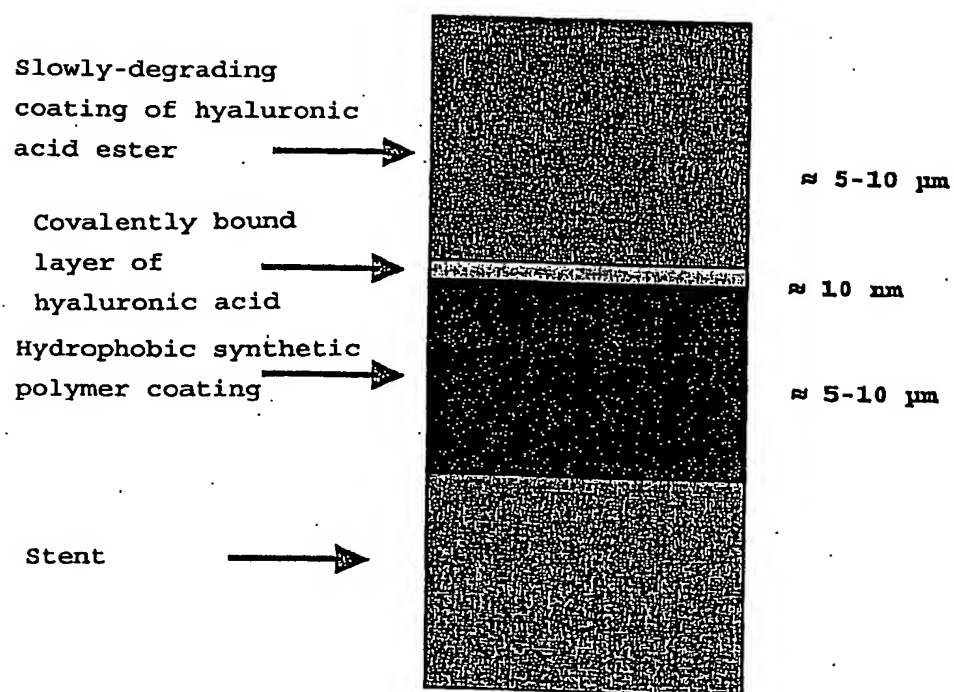 Slowly-degrading
coating of hyaluronic
acid ester
≈ 5-10 µm
Covalently bound
layer of
hyaluronic acid
≈ 10 nm
Hydrophobic synthetic
polymer coating
≈ 5-10 µm
Stent